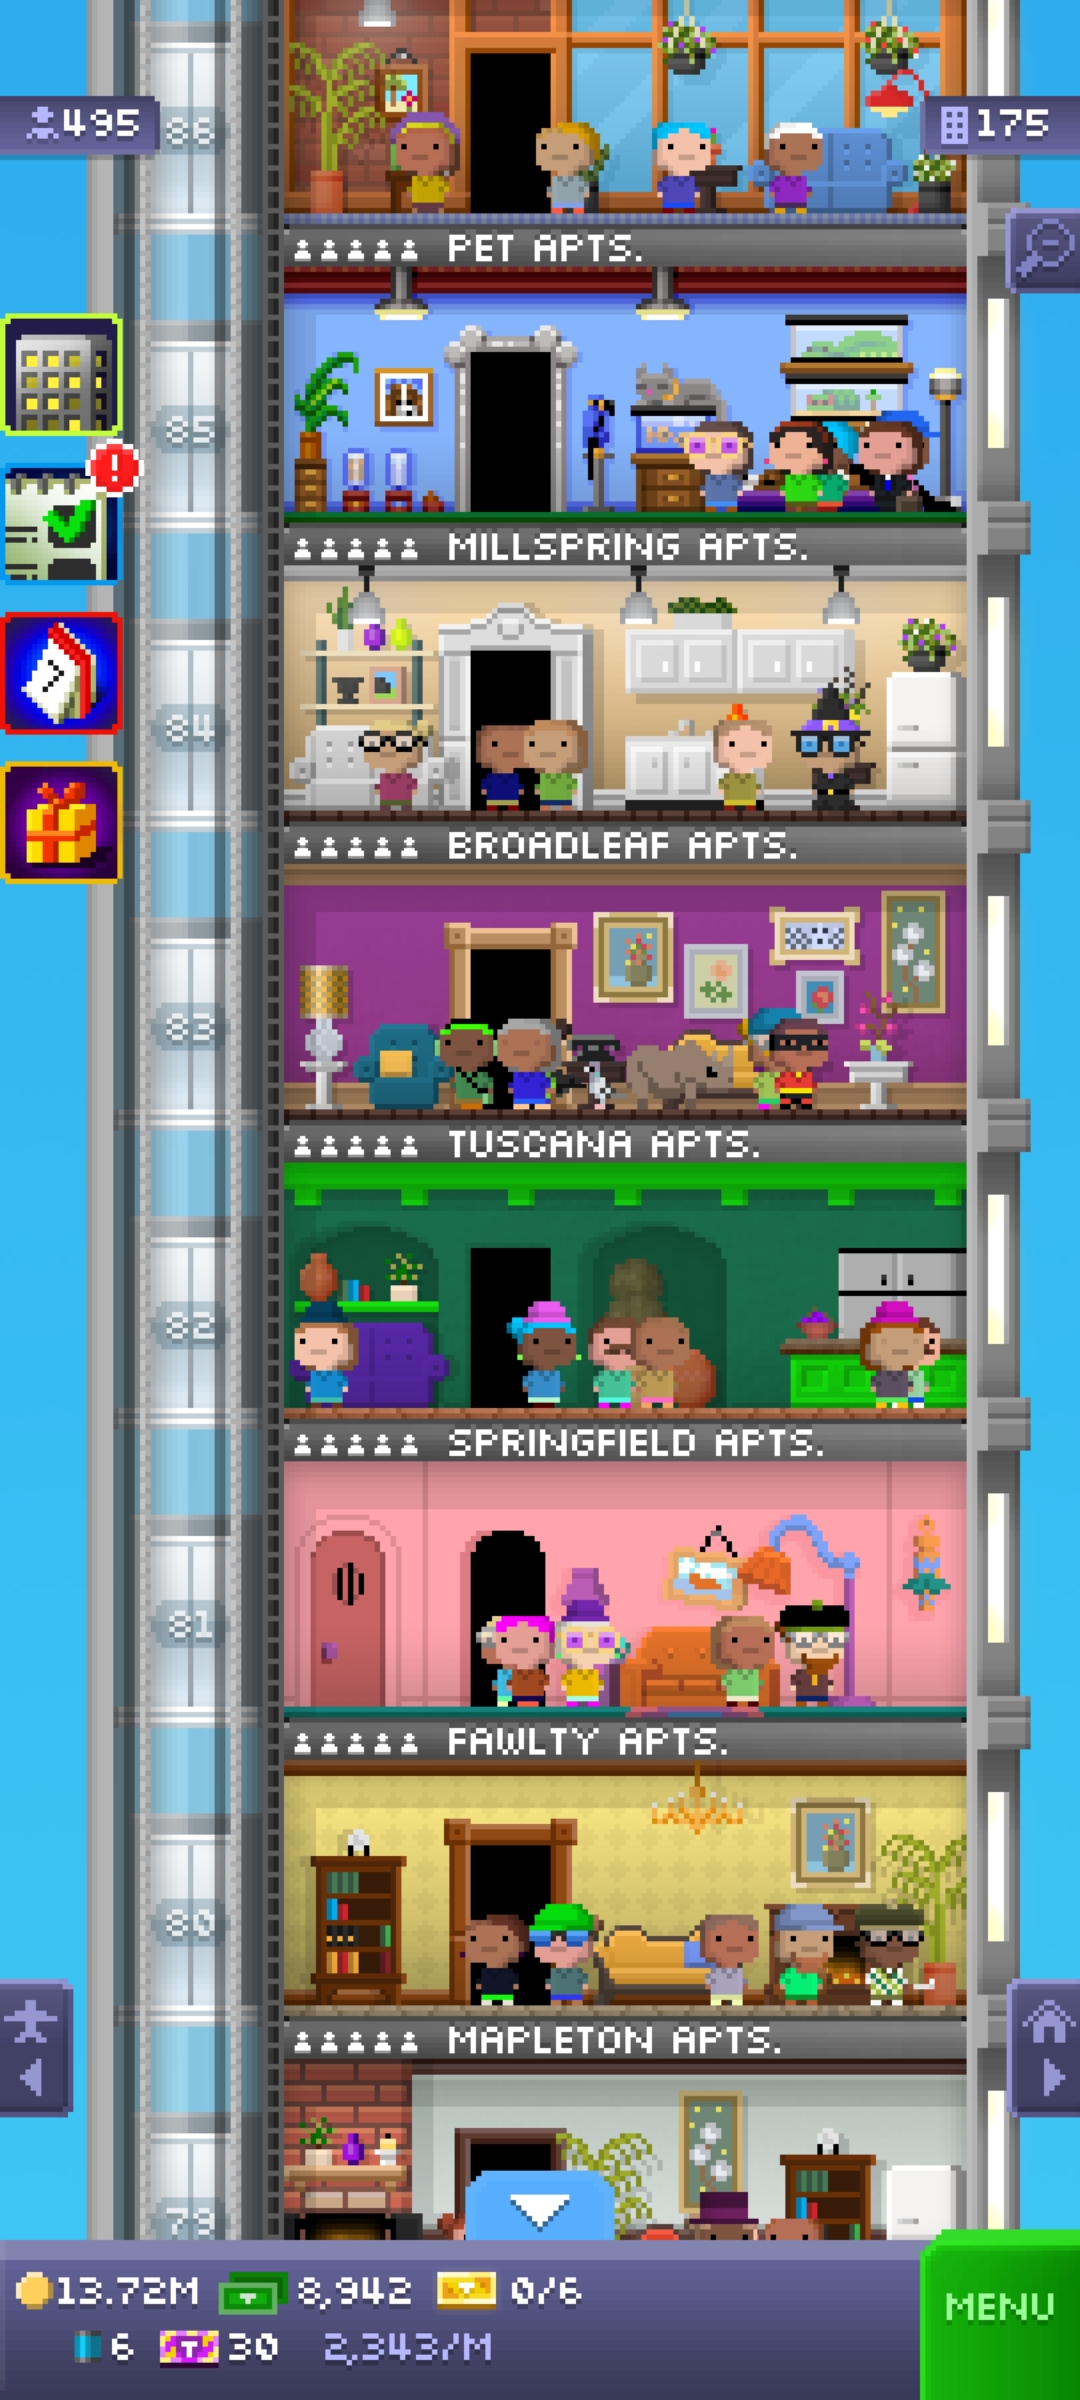 495
86
175
PET APTS.
85
MILLSPRING APTS.
84
BROADLEAF APTS.
83
TUSCANA APTS.
82
SPRINGFIELD APTS.
81
FAWLTY APTS.
80
MAPLETON APTS.
13.72M 8,942 0/6
6 T 30 2,343/M
MENU